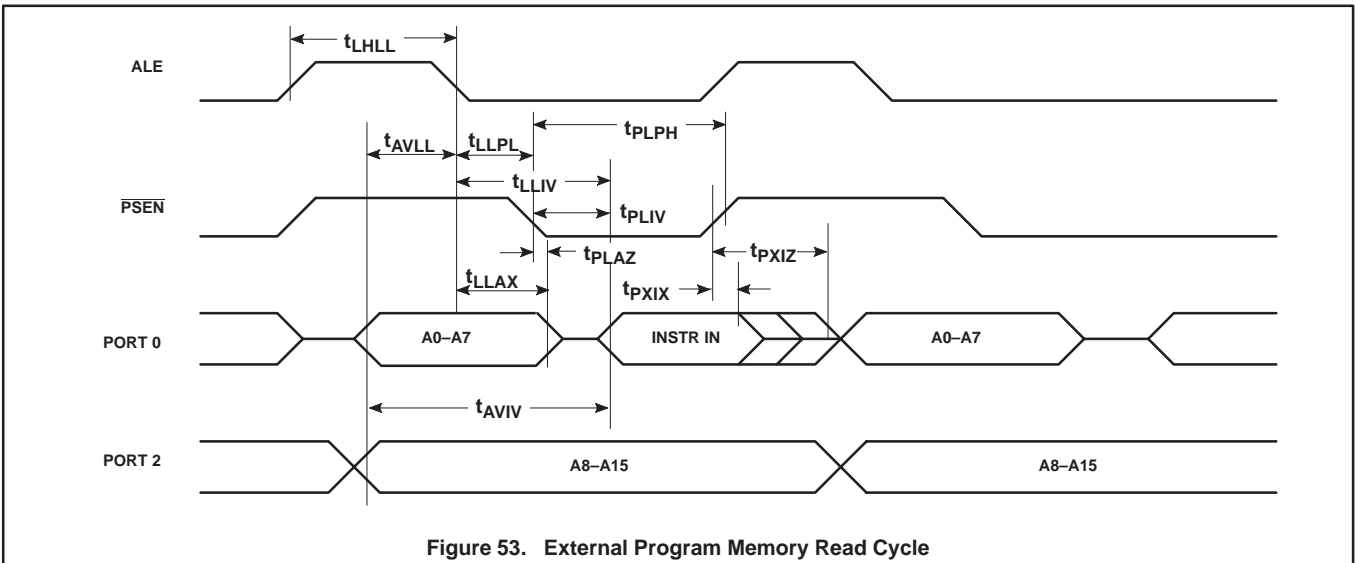 tLHLL
ALE
tAVLL tLLPL tPLPH
tLLIV
PSEN
tPLIV
tPLAZ tPXIZ
tLLAX
tPXIX
PORT 0 A0–A7 INSTR IN A0–A7
tAVIV
PORT 2 A8–A15 A8–A15
Figure 53. External Program Memory Read Cycle